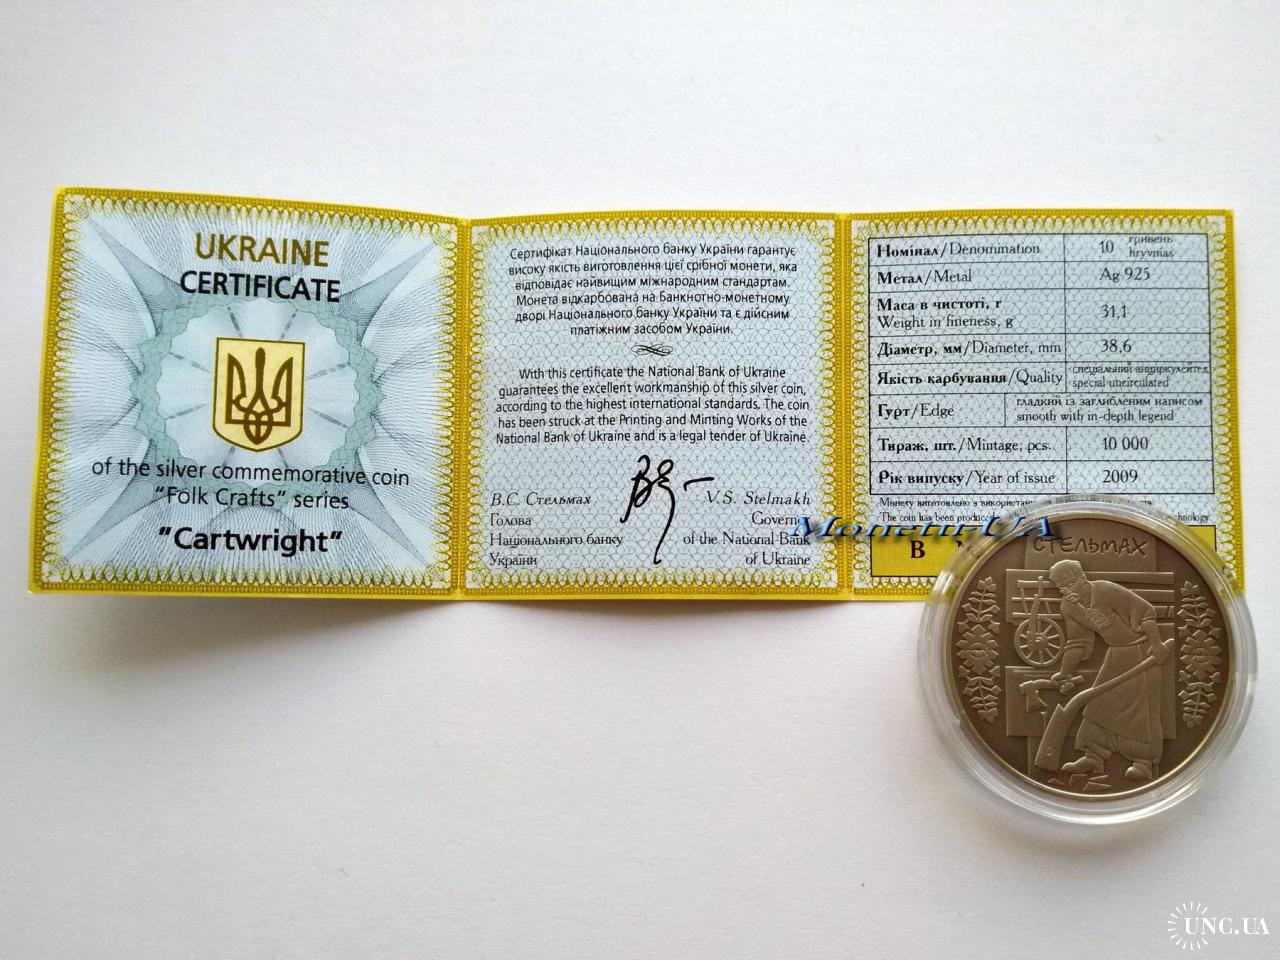 UKRAINE
CERTIFICATE
of the silver commemorative coin
"Folk Crafts" series
"Cartwright"
Сертифікат Національного банку України гарантує
високу якість виготовлення цієї срібної монети, яка
відповідає найвищим міжнародним стандартам.
Монета відкарбована на Банкнотно-монетному
дворі Національного банку України та є дійсним
платіжним засобом України.
With this certificate the National Bank of Ukraine
guarantees the excellent workmanship of this silver coin,
according to the highest international standards. The coin
has been struck at the Printing and Minting Works of the
National Bank of Ukraine and is a legal tender of Ukraine.
В.С. Стельмах
Голова
Національного банку
України
V.S. Stelmakh
Governor
of the National Bank
of Ukraine
Номінал/Denomination 10 гривень hryvnias
Метал/Metal Ag 925
Маса в чистоті, г
Weight in fineness, g 31,1
Діаметр, мм/Diameter, mm 38,6
Якість карбування/Quality спеціальний анциркулейтед
special uncirculated
Гурт/Edge гладкий із заглибленим написом
smooth with in-depth legend
Тираж, шт./Mintage, pcs. 10 000
Рік випуску/Year of issue 2009
Монету виготовлено з
The coin has been
Moneti-UA
В
СТЕЛЬМАХ
UNC.UA